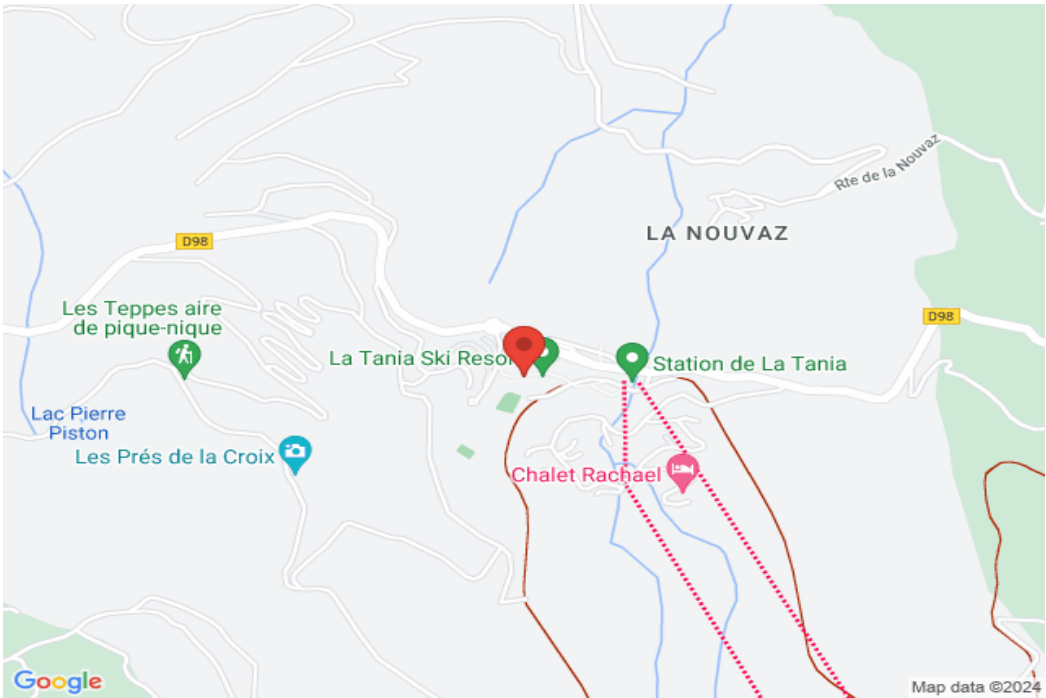 Rte de la Nouvaz
LA NOUVAZ
D98
Les Teppes aire
de pique-nique
D98
La Tania Ski Resor
Station de La Tania
Lac Pierre
Piston
Les Prés de la Croix
Chalet Rachael
Google
Map data ©2024